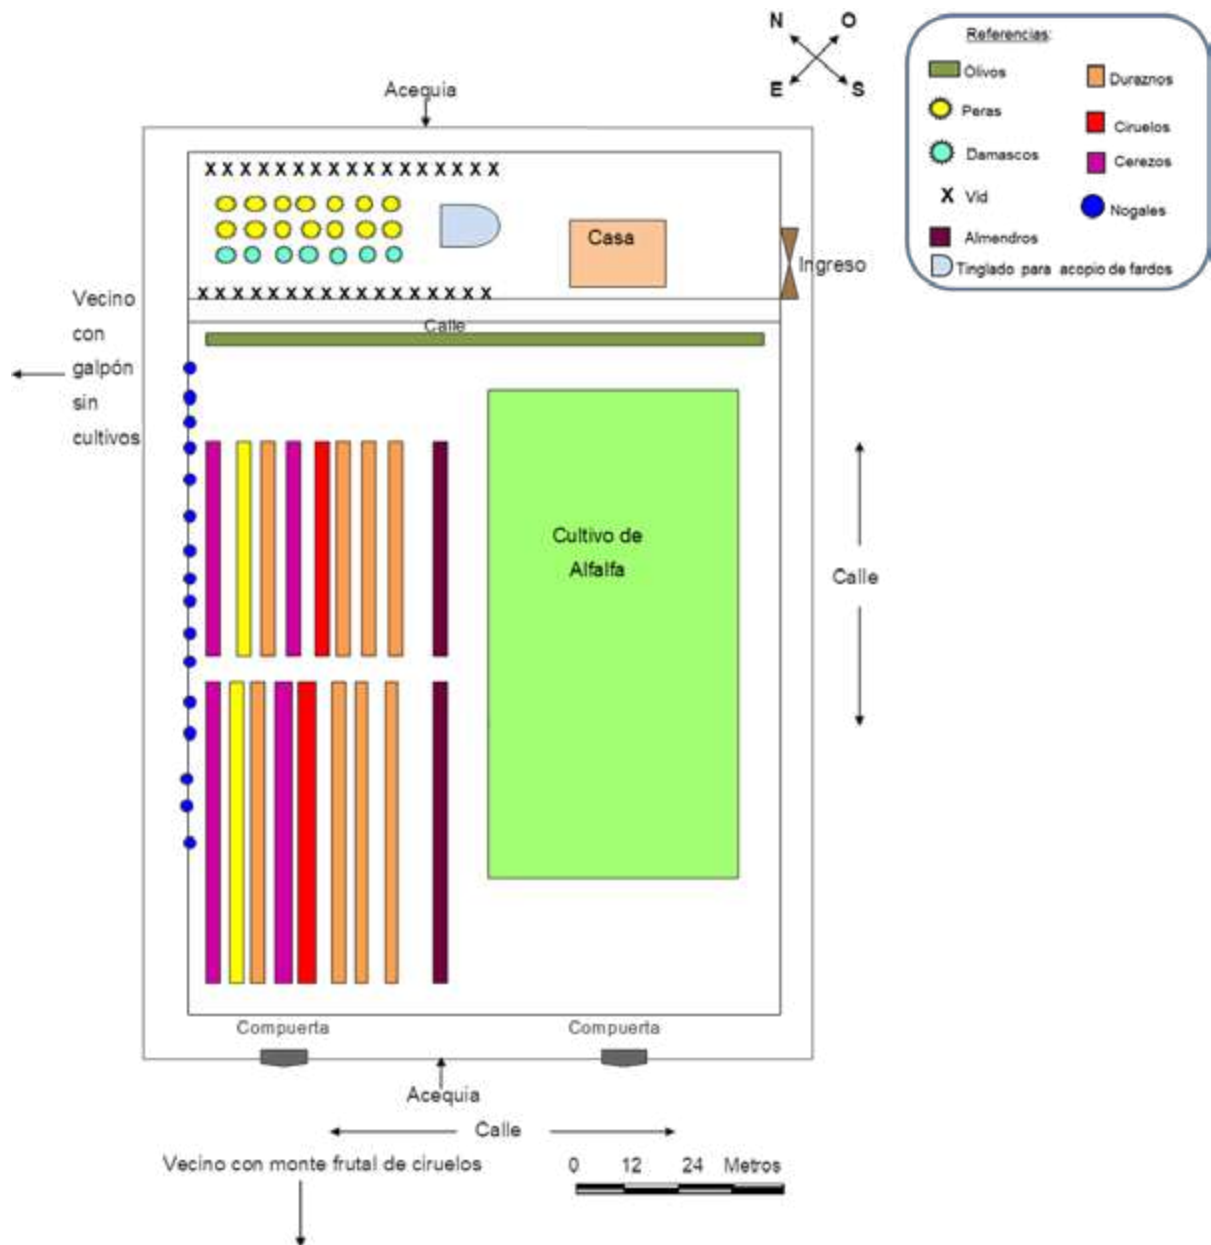 N O
E S
Referencias:
Olivos
Peras
Damascos
X Vid
Almendros
Tinglado para acopio de fardos
Duraznos
Ciruelos
Cerezos
Nogales
Acequia
X X X X X X X X X X X X X X X X X
Casa
Ingreso
X X X X X X X X X X X X X X X X X
Calle
Vecino
con
galpón
sin
cultivos
Cultivo de
Alfalfa
Calle
Compuerta Compuerta
Acequia
Calle
Vecino con monte frutal de ciruelos
0 12 24 Metros